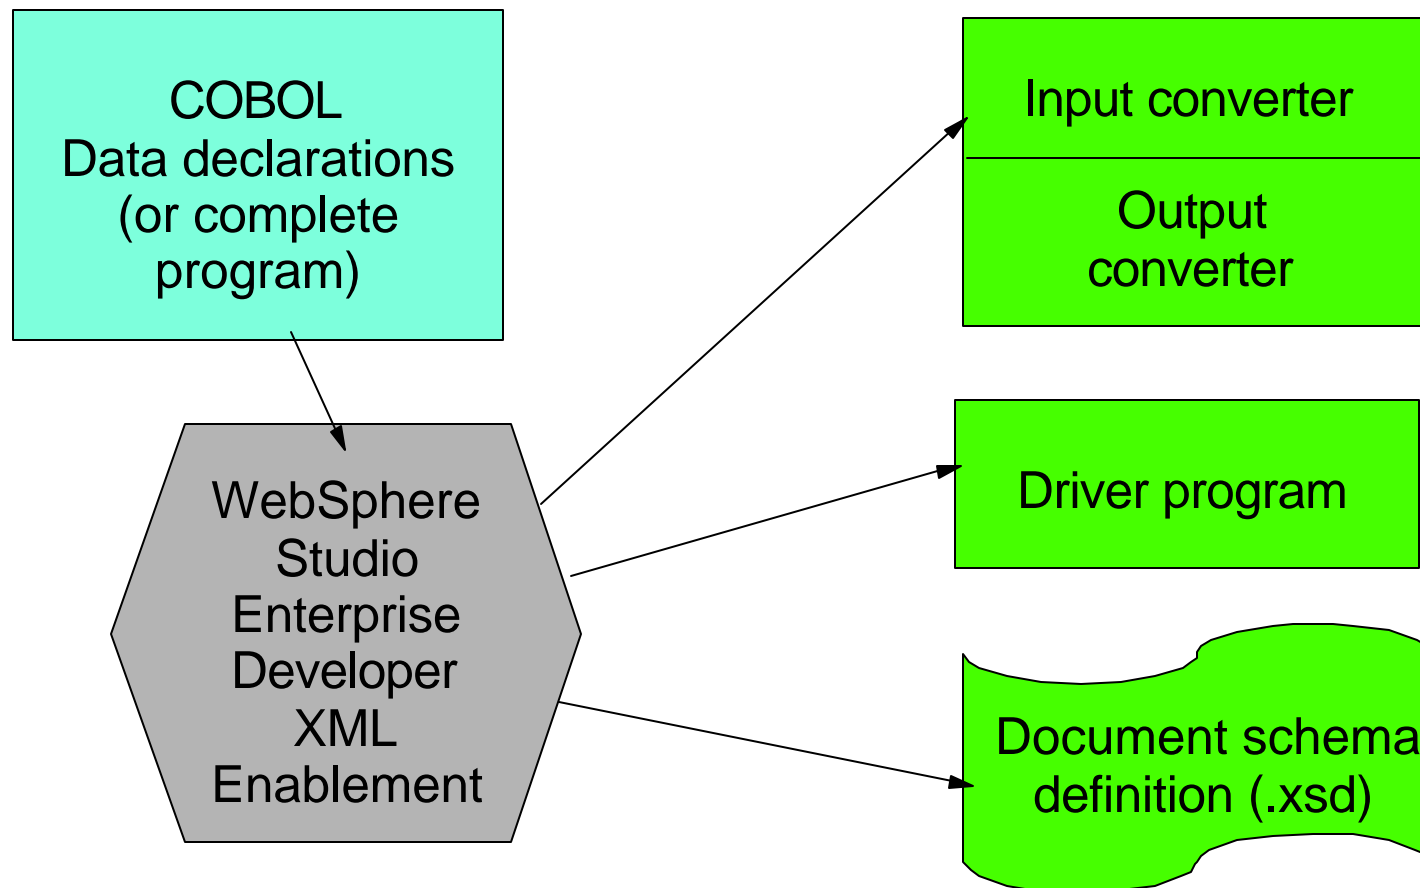 COBOL
Data declarations
(or complete
program)
WebSphere
Studio
Enterprise
Developer
XML
Enablement
Input converter
Output
converter
Driver program
Document schema
definition (.xsd)